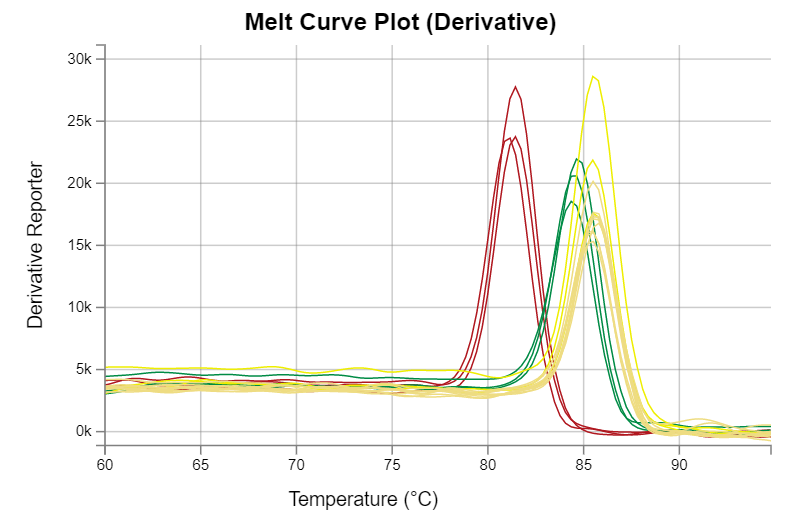 Melt Curve Plot (Derivative)
30k
25k
20k
15k
10k
5k
0k
Derivative Reporter
60 65 70 75 80 85 90
Temperature (°C)